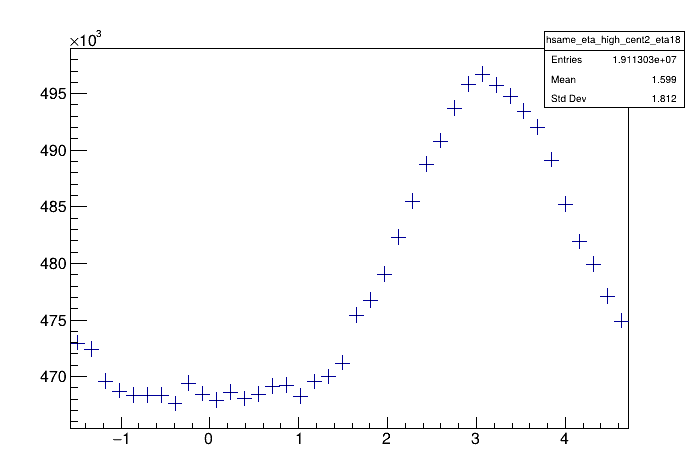 ×10³
hsame_eta_high_cent2_eta18
Entries 1.911303e+07
Mean 1.599
Std Dev 1.812
495
490
485
480
475
470
−1 0 1 2 3 4